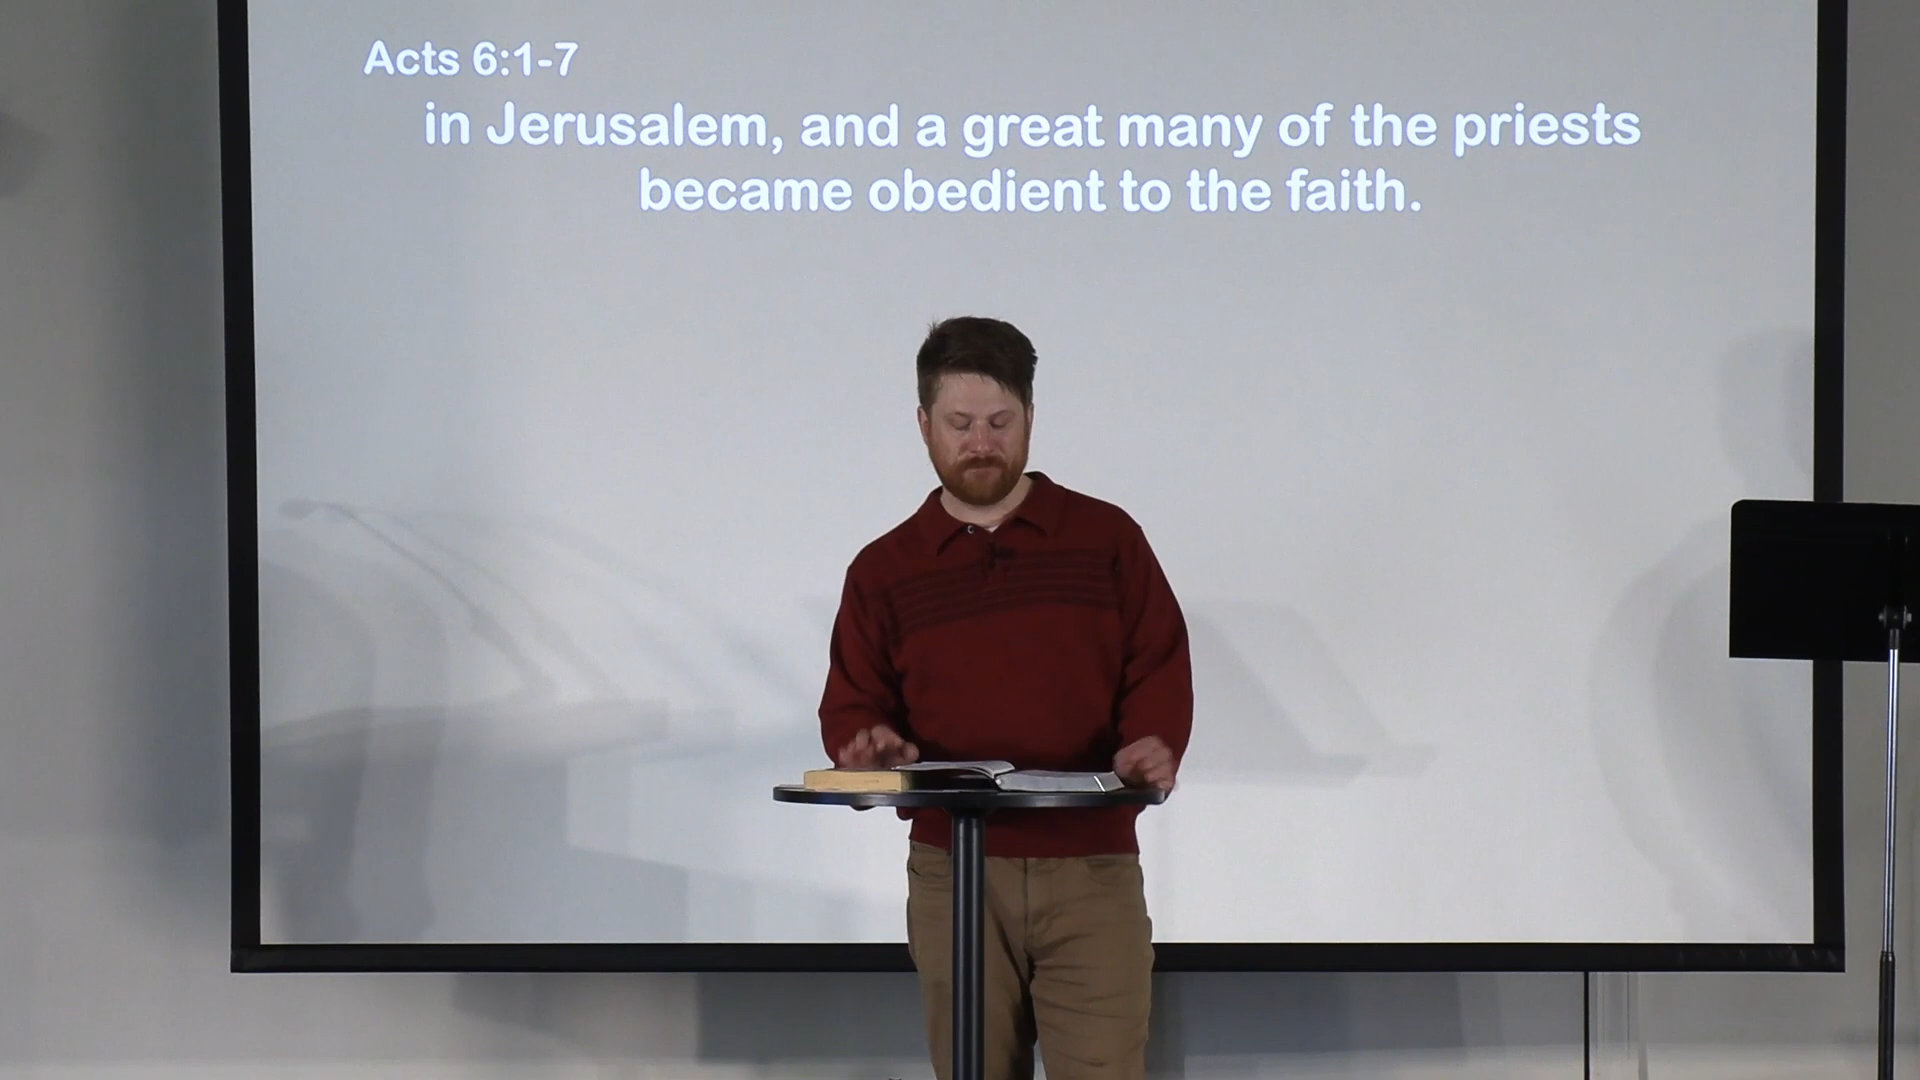 Acts 6:1-7
in Jerusalem, and a great many of the priests
became obedient to the faith.